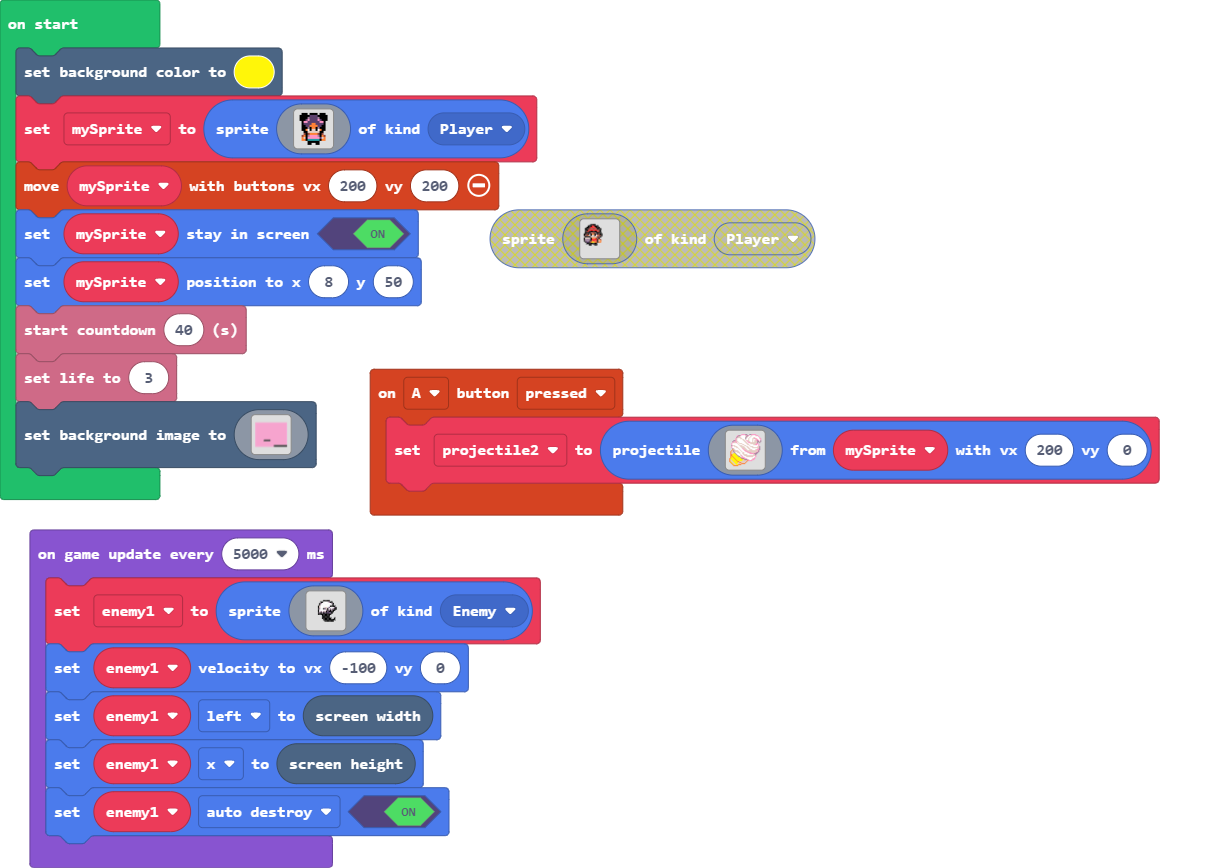 on start
set background color to
set mySprite to sprite of kind Player
move mySprite with buttons vx 200 vy 200
set mySprite stay in screen ON
sprite of kind Player
set mySprite position to x 8 y 50
start countdown 40 (s)
set life to 3
set background image to
on A button pressed
set projectile2 to projectile from mySprite with vx 200 vy 0
on game update every 5000 ms
set enemy1 to sprite of kind Enemy
set enemy1 velocity to vx -100 vy 0
set enemy1 left to screen width
set enemy1 x to screen height
set enemy1 auto destroy ON